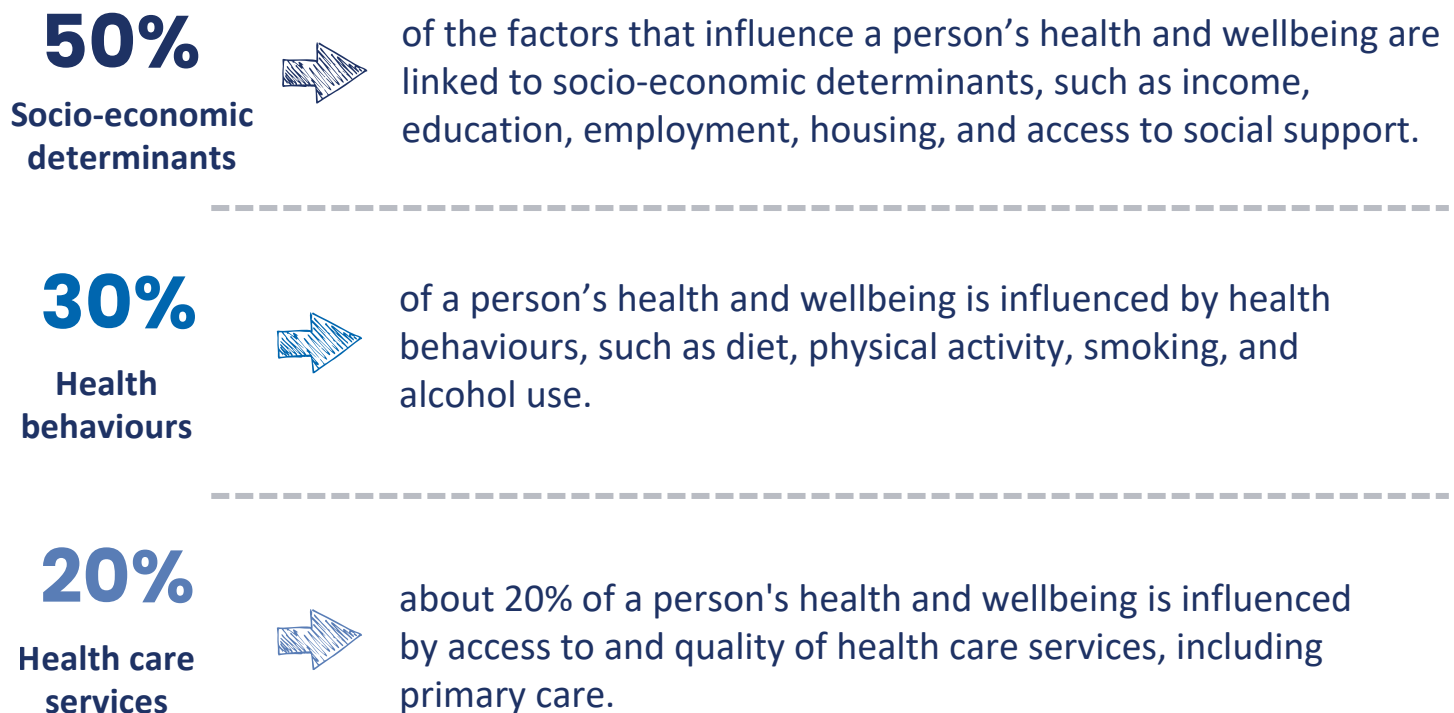 50%
Socio-economic
determinants
of the factors that influence a person’s health and wellbeing are
linked to socio-economic determinants, such as income,
education, employment, housing, and access to social support.
30%
Health
behaviours
of a person’s health and wellbeing is influenced by health
behaviours, such as diet, physical activity, smoking, and
alcohol use.
20%
Health care
services
about 20% of a person's health and wellbeing is influenced
by access to and quality of health care services, including
primary care.